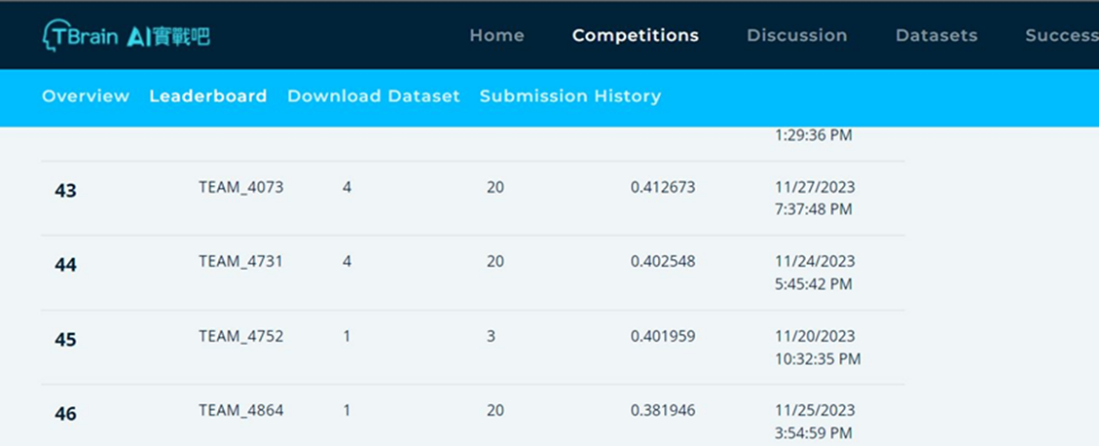 TBrain AI實戰吧 Home Competitions Discussion Datasets Success
Overview Leaderboard Download Dataset Submission History
1:29:36 PM
43 TEAM_4073 4 20 0.412673 11/27/2023
7:37:48 PM
44 TEAM_4731 4 20 0.402548 11/24/2023
5:45:42 PM
45 TEAM_4752 1 3 0.401959 11/20/2023
10:32:35 PM
46 TEAM_4864 1 20 0.381946 11/25/2023
3:54:59 PM